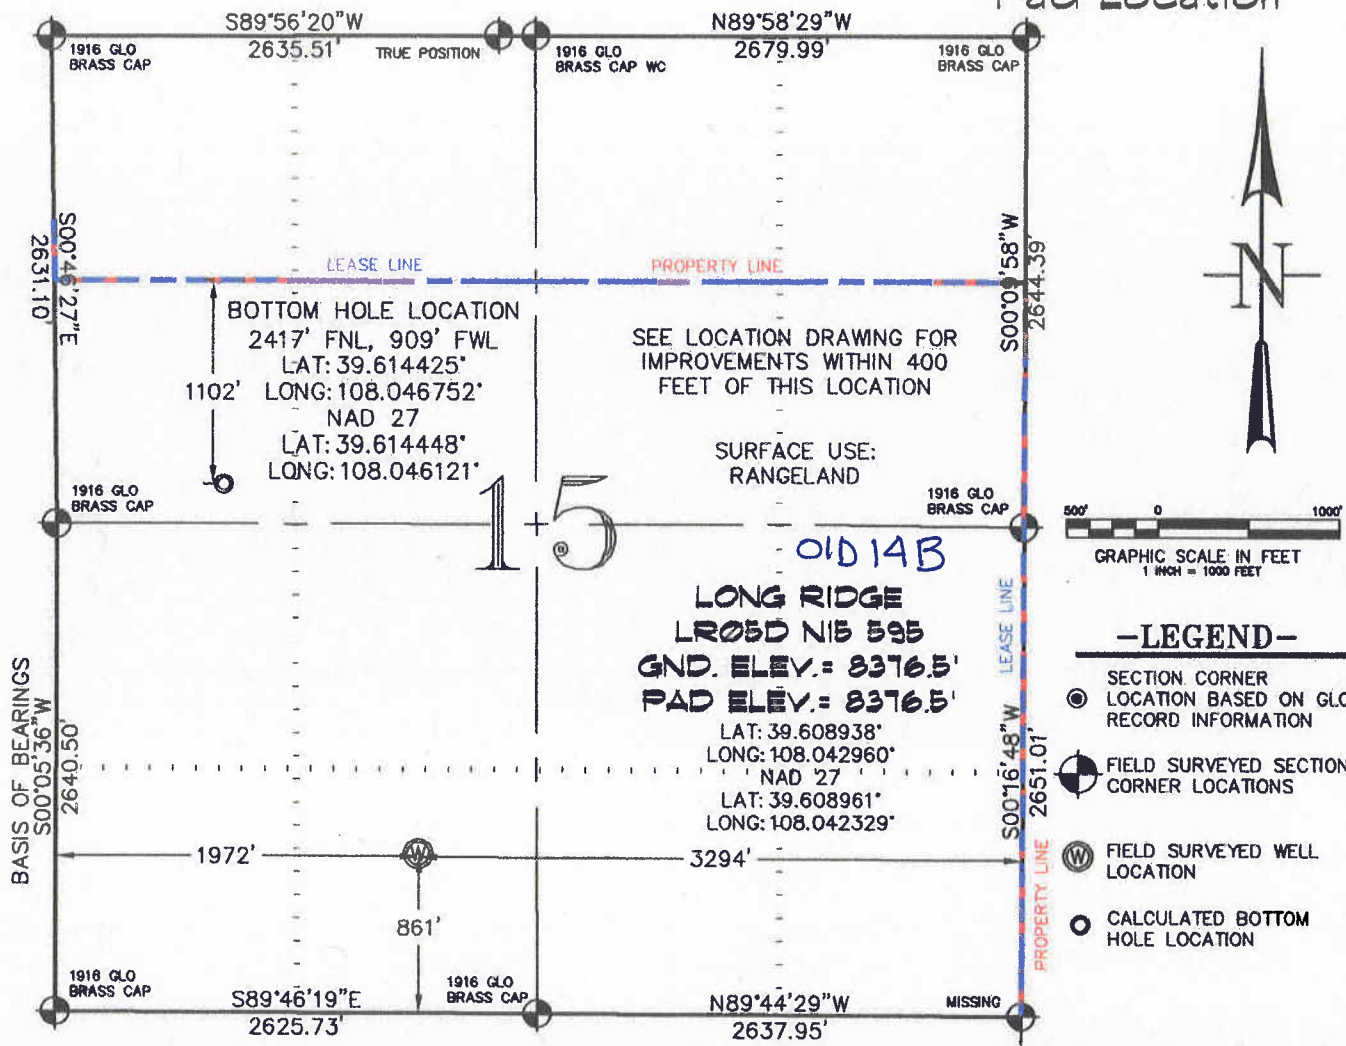 Pad Location
S89°56'20"W
2635.51'
N89°58'29"W
2679.99'
1916 GLO
BRASS CAP
TRUE POSITION
1916 GLO
BRASS CAP WC
1916 GLO
BRASS CAP
S00°46'27"E
2631.10'
LEASE LINE
PROPERTY LINE
S00°09'58"W
2644.39'
N
BOTTOM HOLE LOCATION
2417' FNL, 909' FWL
LAT: 39.614425°
LONG: 108.046752°
NAD 27
LAT: 39.614448°
LONG: 108.046121°
1102'
SEE LOCATION DRAWING FOR
IMPROVEMENTS WITHIN 400
FEET OF THIS LOCATION
SURFACE USE:
RANGELAND
1916 GLO
BRASS CAP
15
1916 GLO
BRASS CAP
500' 0 1000'
GRAPHIC SCALE IN FEET
1 INCH = 1000 FEET
01D 14B
LONG RIDGE
LR05D N15 595
GND. ELEV.= 8376.5'
PAD ELEV.= 8376.5'
LAT: 39.608938°
LONG: 108.042960°
NAD 27
LAT: 39.608961°
LONG: 108.042329°
LEASE LINE
S00°16'48"W
2651.01'
PROPERTY LINE
BASIS OF BEARINGS
S00°05'36"W
2640.50'
1972'
W
3294'
861'
1916 GLO
BRASS CAP
S89°46'19"E
2625.73'
1916 GLO
BRASS CAP
N89°44'29"W
2637.95'
MISSING
-LEGEND-
SECTION CORNER
LOCATION BASED ON GLO
RECORD INFORMATION
FIELD SURVEYED SECTION
CORNER LOCATIONS
W
FIELD SURVEYED WELL
LOCATION
CALCULATED BOTTOM
HOLE LOCATION